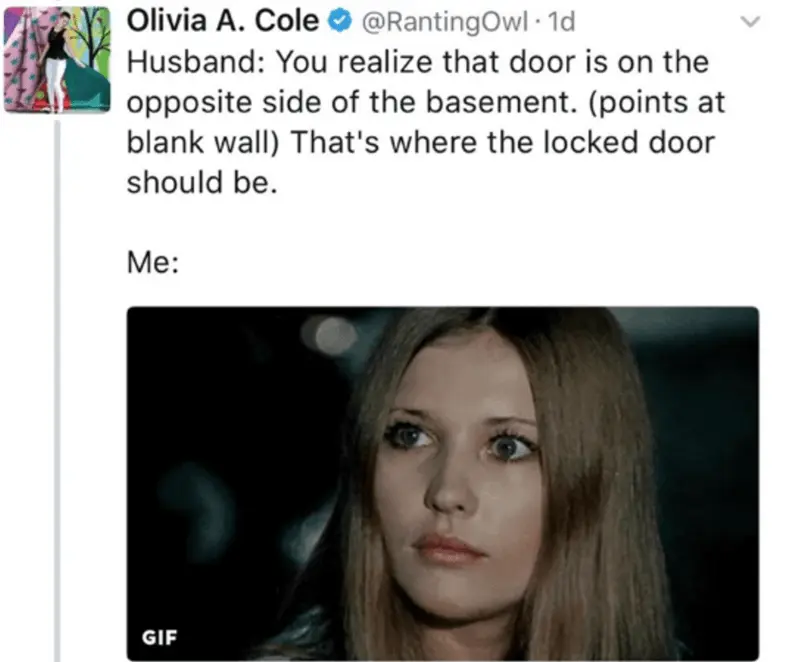 Olivia A. Cole @RantingOwl · 1d
Husband: You realize that door is on the
opposite side of the basement. (points at
blank wall) That's where the locked door
should be.
Me:
GIF